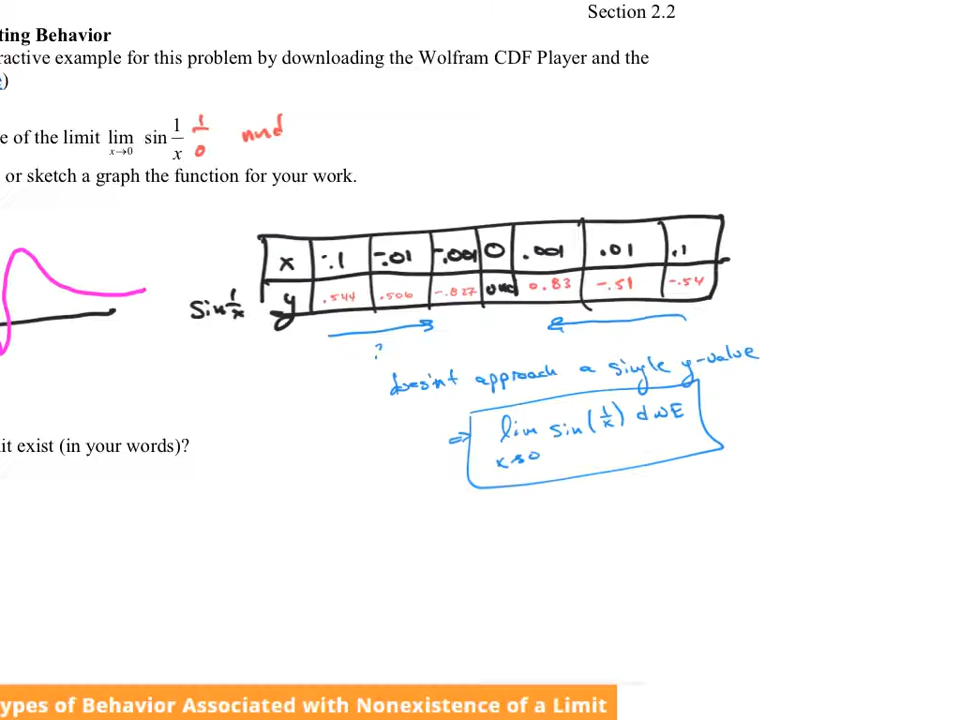 Section 2.2
ting Behavior
ractive example for this problem by downloading the Wolfram CDF Player and the
e)
e of the limit lim x→0 sin 1/x 1/0 und
or sketch a graph the function for your work.
x -.1 -.01 -.001 0 .001 .01 .1
sin 1/x y .544 .506 -.827 und 0.83 -.51 -.54
?
doesn't approach a single y-value
⇒ lim x→0 sin(1/x) DNE
it exist (in your words)?
ypes of Behavior Associated with Nonexistence of a Limit